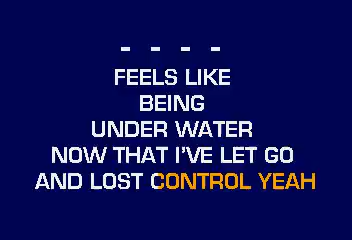 - - - -
FEELS LIKE
BEING
UNDER WATER
NOW THAT I'VE LET GO
AND LOST CONTROL YEAH